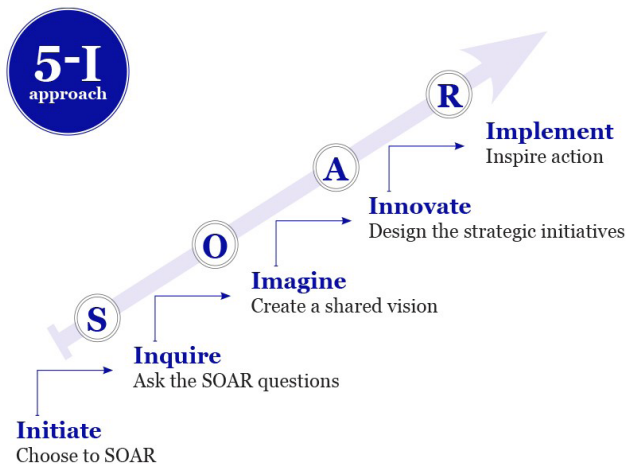 5-I
approach
R
Implement
Inspire action
A
Innovate
Design the strategic initiatives
O
Imagine
Create a shared vision
S
Inquire
Ask the SOAR questions
Initiate
Choose to SOAR